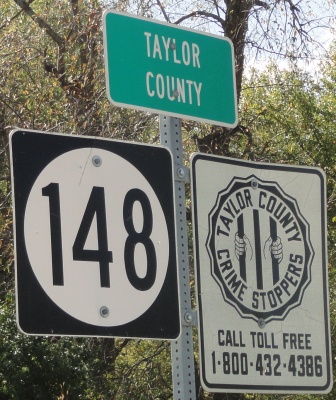 TAYLOR
COUNTY
148
TAYLOR COUNTY
CRIME STOPPERS
CALL TOLL FREE
1-800-432-4386